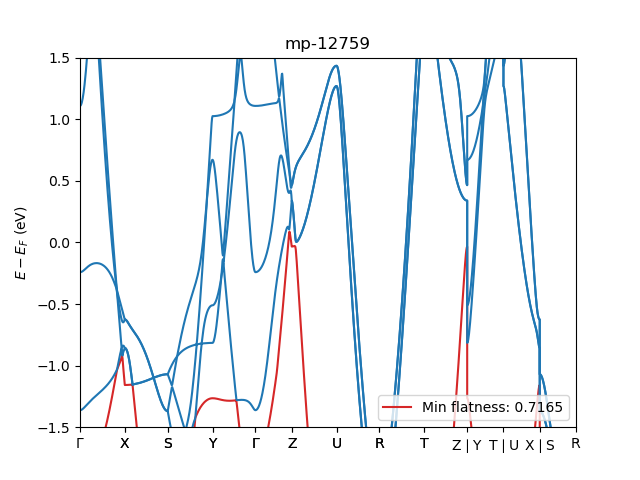 mp-12759
E − E_F (eV)
1.5
1.0
0.5
0.0
−0.5
−1.0
−1.5
Min flatness: 0.7165
Γ X S Y Γ Z U R T Z|Y T|U X|S R